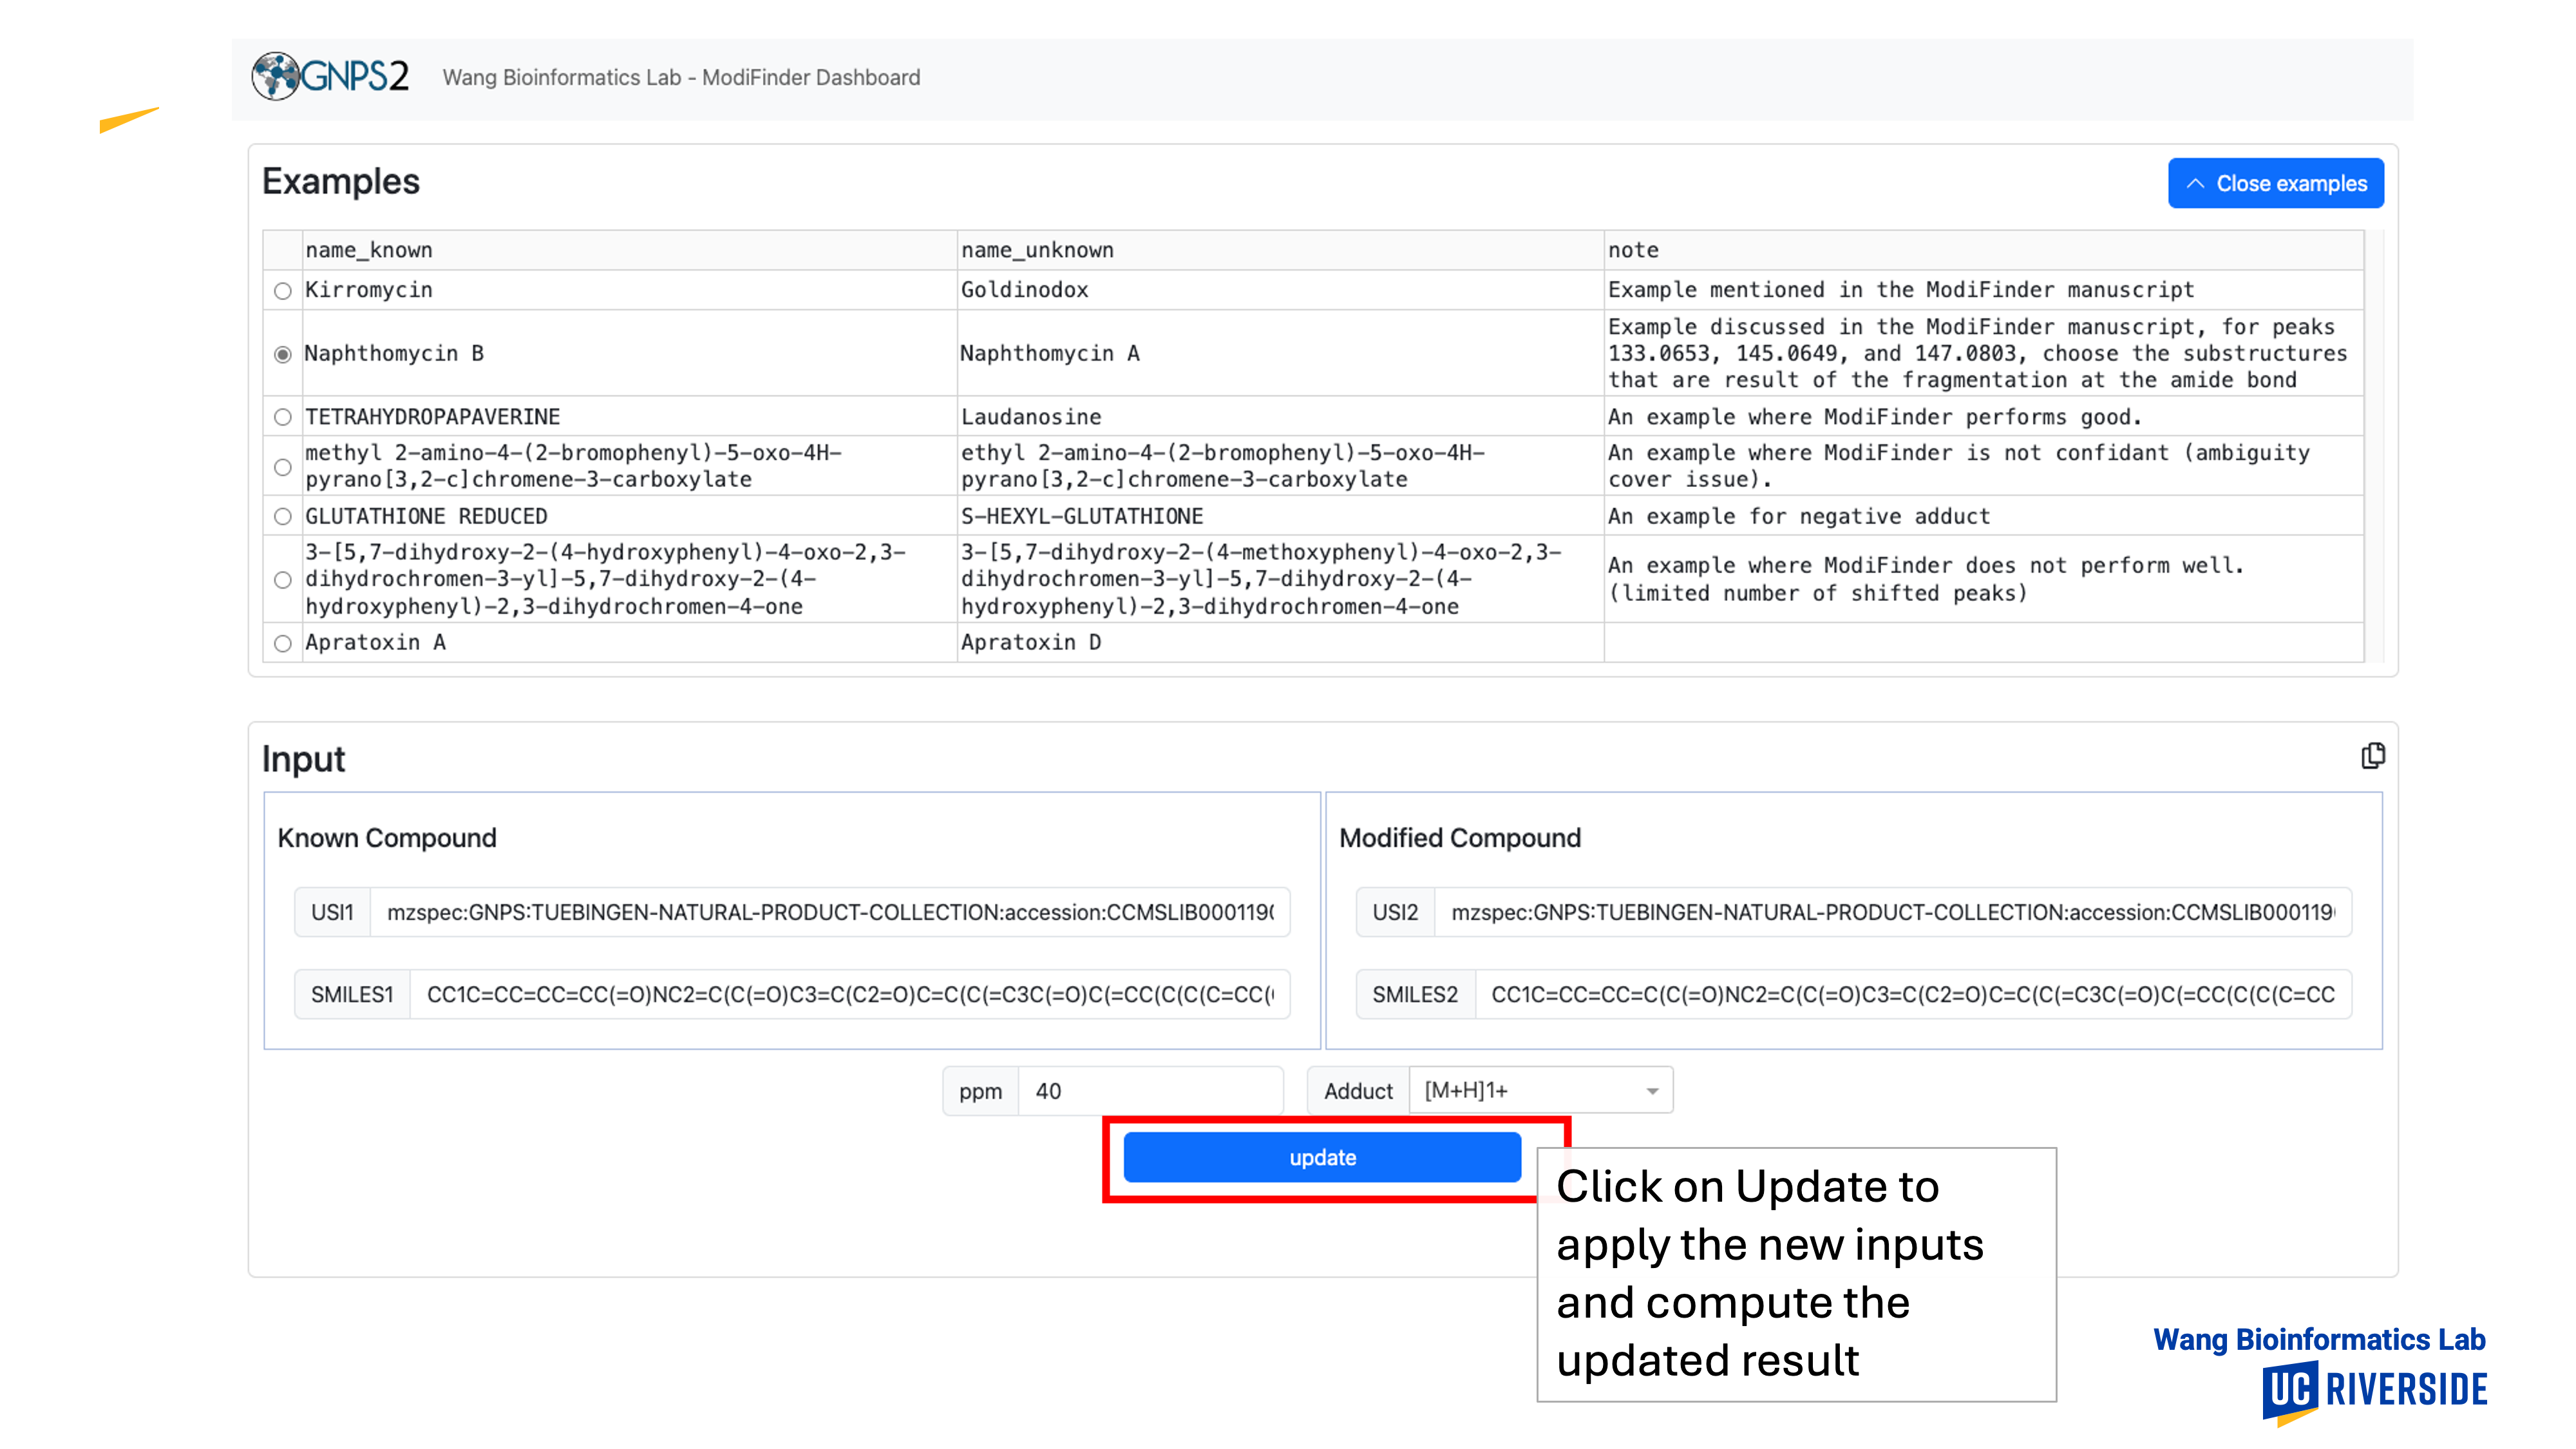 GNPS2 Wang Bioinformatics Lab - ModiFinder Dashboard
Examples
Close examples
name_known name_unknown note
Kirromycin Goldinodox Example mentioned in the ModiFinder manuscript
Naphthomycin B Naphthomycin A Example discussed in the ModiFinder manuscript, for peaks
133.0653, 145.0649, and 147.0803, choose the substructures
that are result of the fragmentation at the amide bond
TETRAHYDROPAPAVERINE Laudanosine An example where ModiFinder performs good.
methyl 2-amino-4-(2-bromophenyl)-5-oxo-4H-
pyrano[3,2-c]chromene-3-carboxylate
ethyl 2-amino-4-(2-bromophenyl)-5-oxo-4H-
pyrano[3,2-c]chromene-3-carboxylate
An example where ModiFinder is not confidant (ambiguity
cover issue).
GLUTATHIONE REDUCED S-HEXYL-GLUTATHIONE An example for negative adduct
3-[5,7-dihydroxy-2-(4-hydroxyphenyl)-4-oxo-2,3-
dihydrochromen-3-yl]-5,7-dihydroxy-2-(4-
hydroxyphenyl)-2,3-dihydrochromen-4-one
3-[5,7-dihydroxy-2-(4-methoxyphenyl)-4-oxo-2,3-
dihydrochromen-3-yl]-5,7-dihydroxy-2-(4-
hydroxyphenyl)-2,3-dihydrochromen-4-one
An example where ModiFinder does not perform well.
(limited number of shifted peaks)
Apratoxin A Apratoxin D
Input
Known Compound
USI1 mzspec:GNPS:TUEBINGEN-NATURAL-PRODUCT-COLLECTION:accession:CCMSLIB000119(
SMILES1 CC1C=CC=CC=CC(=O)NC2=C(C(=O)C3=C(C2=O)C=C(C(=C3C(=O)C(=CC(C(C(C=CC(
Modified Compound
USI2 mzspec:GNPS:TUEBINGEN-NATURAL-PRODUCT-COLLECTION:accession:CCMSLIB000119
SMILES2 CC1C=CC=CC=C(C(=O)NC2=C(C(=O)C3=C(C2=O)C=C(C(=C3C(=O)C(=CC(C(C(C=CC
ppm 40 Adduct [M+H]1+
update
Click on Update to
apply the new inputs
and compute the
updated result
Wang Bioinformatics Lab
UC RIVERSIDE